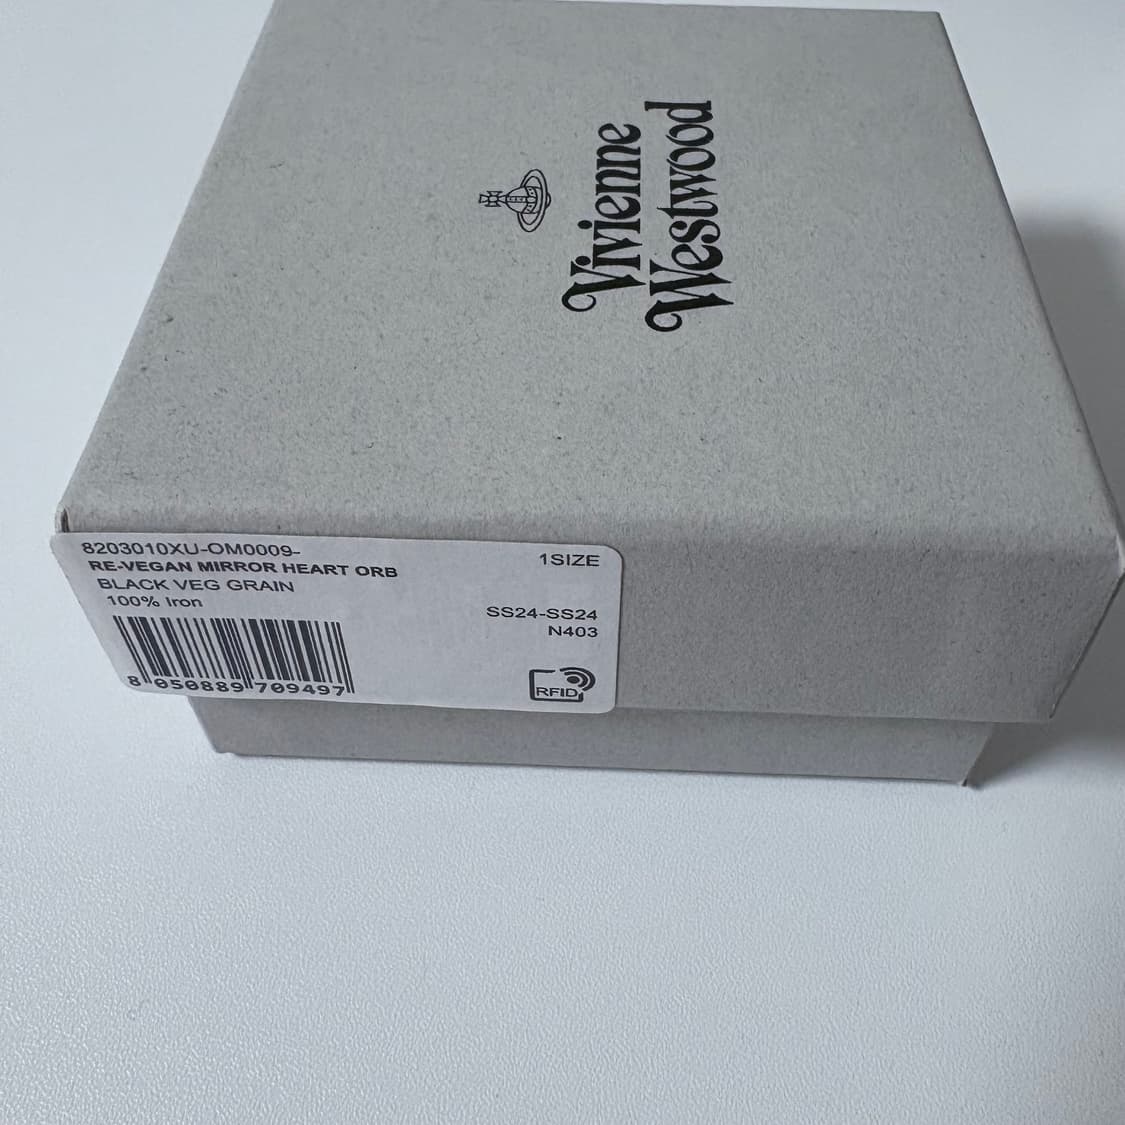 Vivienne
Westwood
8203010XU-OM0009-
1SIZE
RE-VEGAN MIRROR HEART ORB
BLACK VEG GRAIN
100% Iron
SS24-SS24
N403
8 050889 709497
RFID